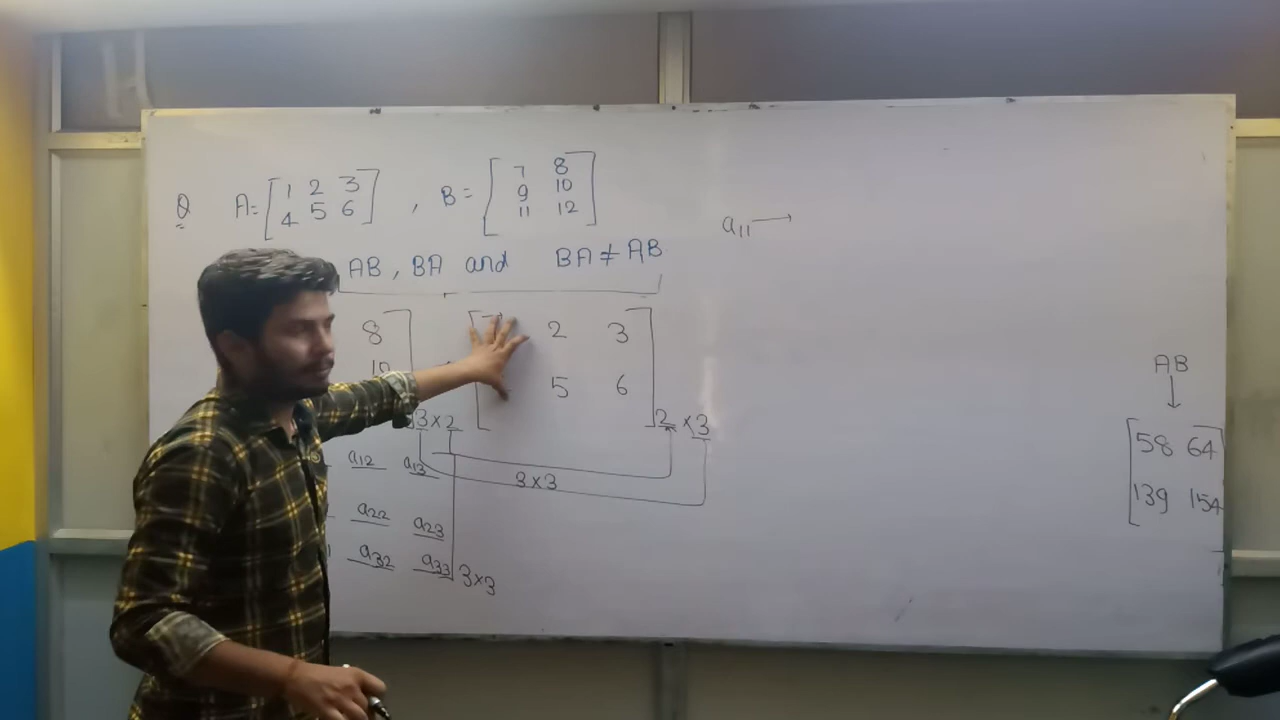 Q A = [ 1 2 3
4 5 6 ] , B = [ 7 8
9 10
11 12 ]
a11 →
AB , BA and BA ≠ AB
8
10
3 × 2
2 3
5 6
2 × 3
3×3
a12 a13
a22 a23
a32 a33
3×3
AB
↓
58 64
139 154